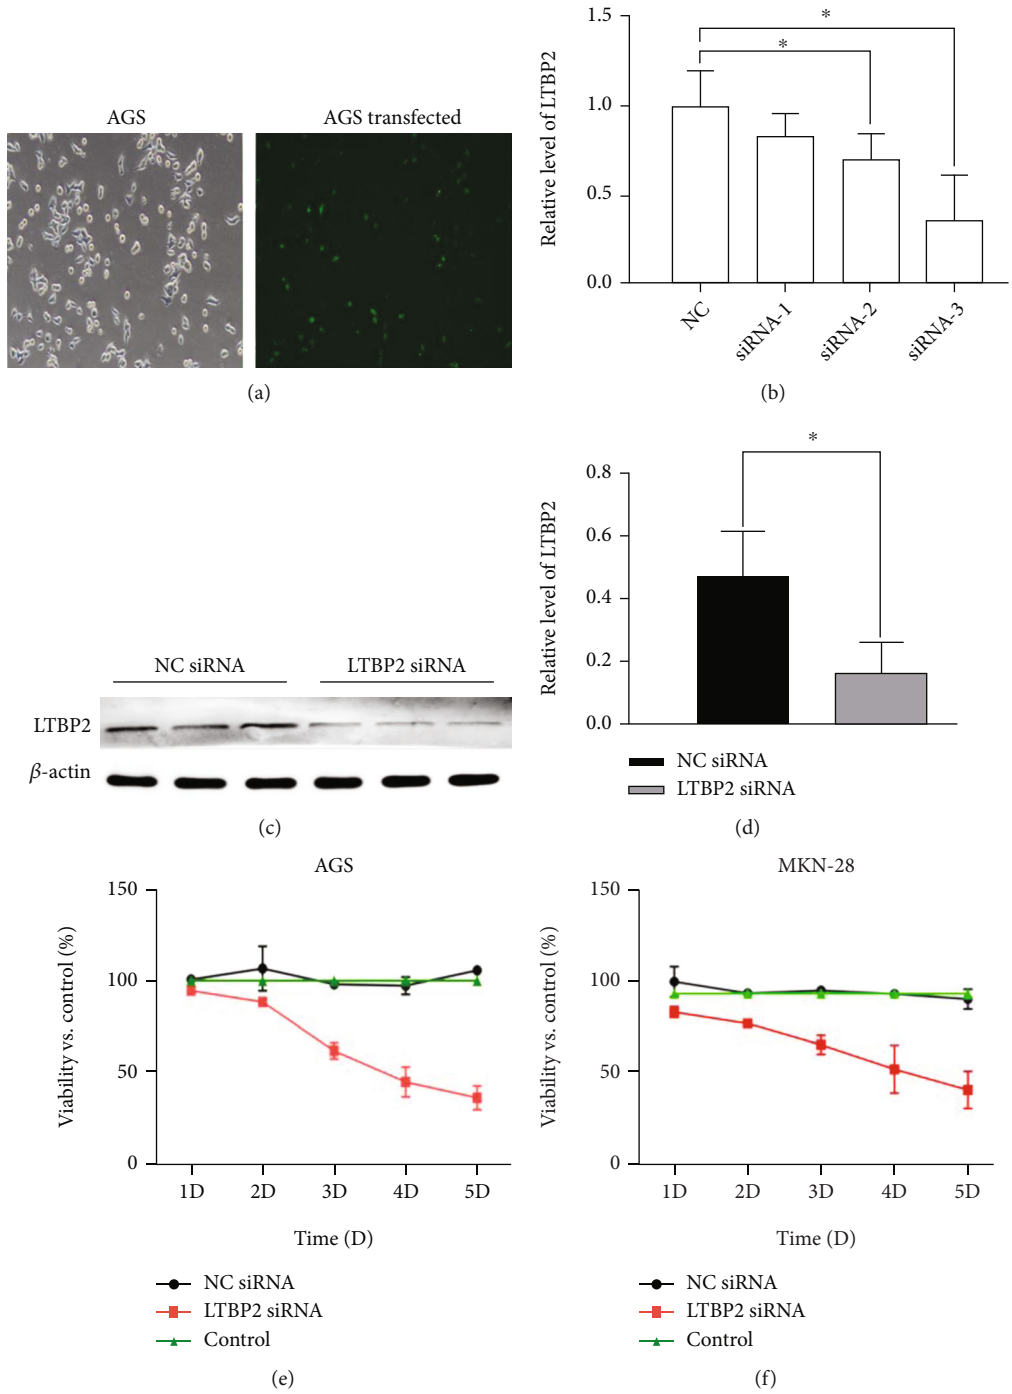 AGS
AGS transfected
(a)
Relative level of LTBP2
1.5
1.0
0.5
0.0
*
*
NC
siRNA-1
siRNA-2
siRNA-3
(b)
NC siRNA
LTBP2 siRNA
LTBP2
β-actin
(c)
Relative level of LTBP2
0.8
0.6
0.4
0.2
0.0
*
NC siRNA
LTBP2 siRNA
(d)
AGS
Viability vs. control (%)
150
100
50
0
1D 2D 3D 4D 5D
Time (D)
NC siRNA
LTBP2 siRNA
Control
(e)
MKN-28
Viability vs. control (%)
150
100
50
0
1D 2D 3D 4D 5D
Time (D)
NC siRNA
LTBP2 siRNA
Control
(f)